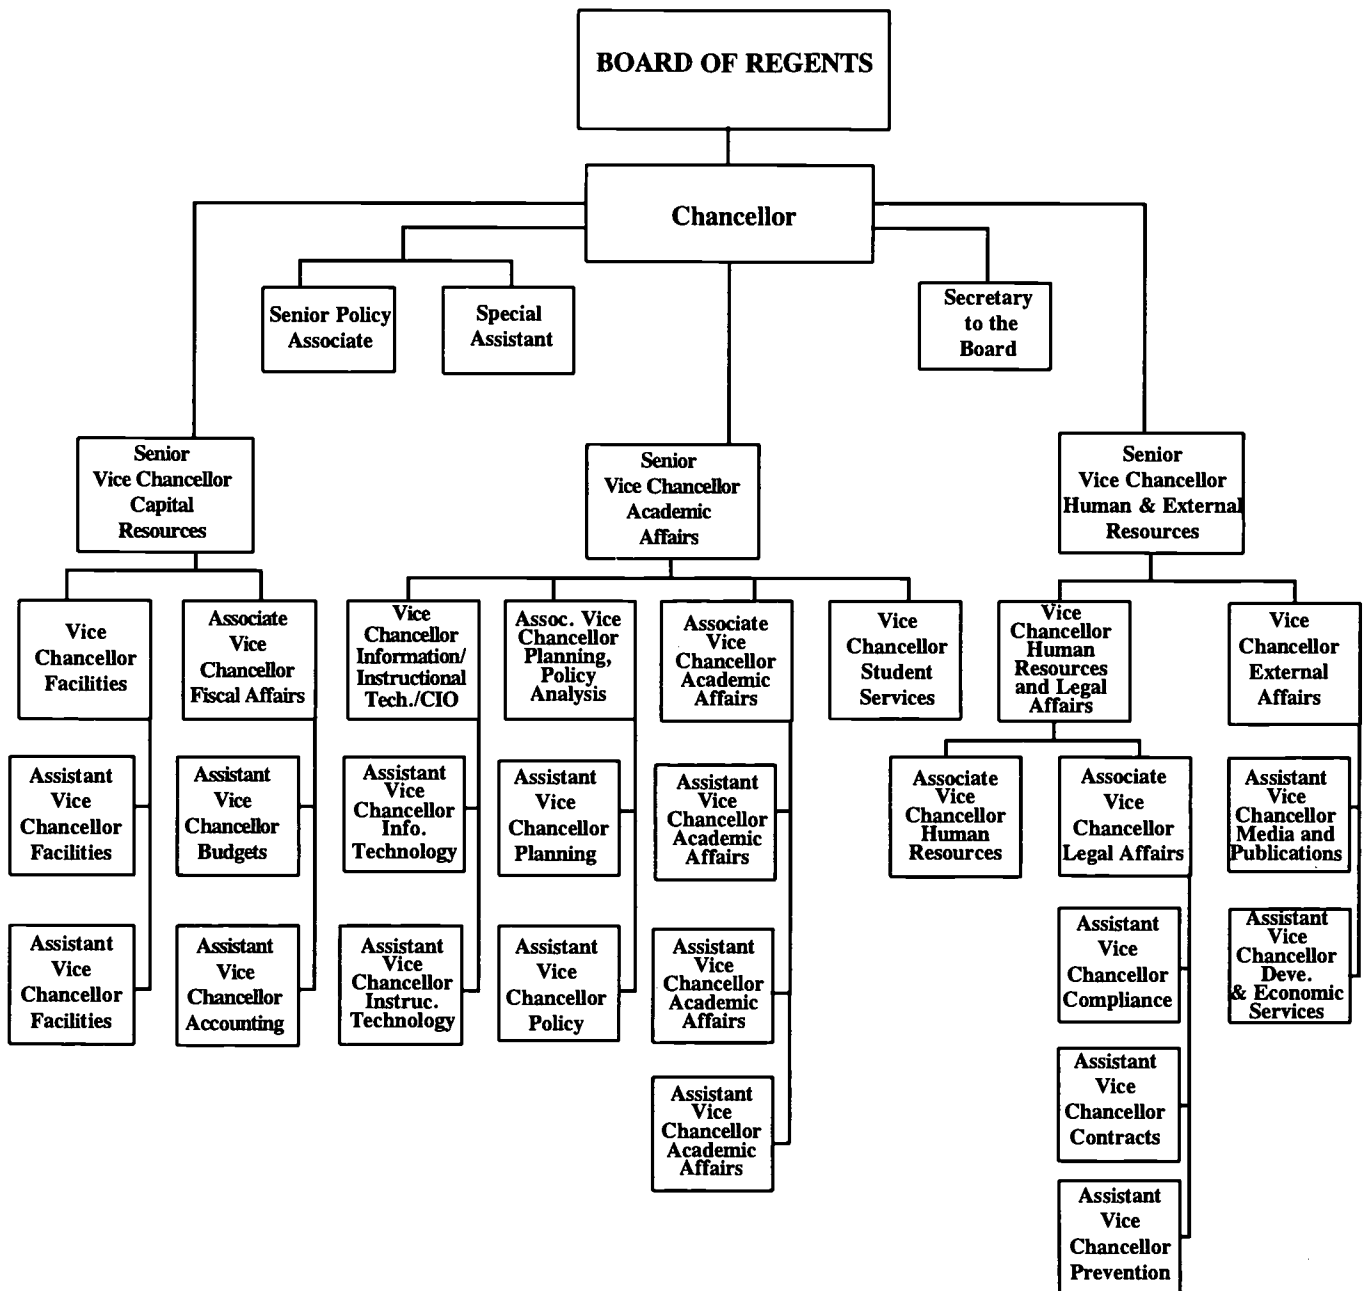 BOARD OF REGENTS
Chancellor
Senior Policy
Associate
Special
Assistant
Secretary
to the
Board
Senior
Vice Chancellor
Capital
Resources
Senior
Vice Chancellor
Academic
Affairs
Senior
Vice Chancellor
Human & External
Resources
Vice
Chancellor
Facilities
Associate
Vice
Chancellor
Fiscal Affairs
Vice
Chancellor
Information/
Instructional
Tech./CIO
Assoc. Vice
Chancellor
Planning,
Policy
Analysis
Associate
Vice
Chancellor
Academic
Affairs
Vice
Chancellor
Student
Services
Vice
Chancellor
Human
Resources
and Legal
Affairs
Vice
Chancellor
External
Affairs
Assistant
Vice
Chancellor
Facilities
Assistant
Vice
Chancellor
Budgets
Assistant
Vice
Chancellor
Info.
Technology
Assistant
Vice
Chancellor
Planning
Assistant
Vice
Chancellor
Academic
Affairs
Associate
Vice
Chancellor
Human
Resources
Associate
Vice
Chancellor
Legal Affairs
Assistant
Vice
Chancellor
Media and
Publications
Assistant
Vice
Chancellor
Facilities
Assistant
Vice
Chancellor
Accounting
Assistant
Vice
Chancellor
Instruc.
Technology
Assistant
Vice
Chancellor
Policy
Assistant
Vice
Chancellor
Academic
Affairs
Assistant
Vice
Chancellor
Compliance
Assistant
Vice
Chancellor
Deve.
& Economic
Services
Assistant
Vice
Chancellor
Academic
Affairs
Assistant
Vice
Chancellor
Contracts
Assistant
Vice
Chancellor
Prevention